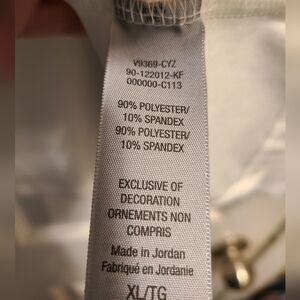 V9369-CYZ
90-122012-KF
000000-C113
90% POLYESTER/
10% SPANDEX
90% POLYESTER/
10% SPANDEX
EXCLUSIVE OF
DECORATION
ORNEMENTS NON
COMPRIS
Made in Jordan
Fabriqué en Jordanie
XL/TG